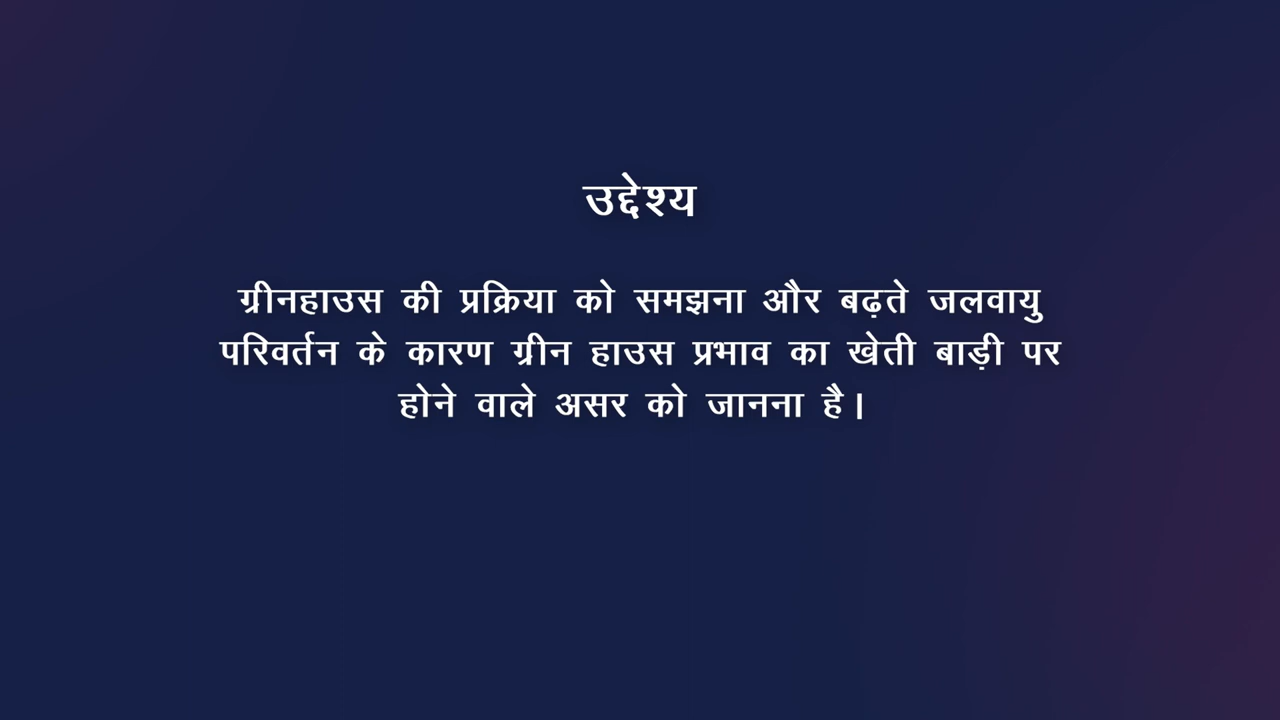 उद्देश्य
ग्रीनहाउस की प्रक्रिया को समझना और बढ़ते जलवायु
परिवर्तन के कारण ग्रीन हाउस प्रभाव का खेती बाड़ी पर
होने वाले असर को जानना है।